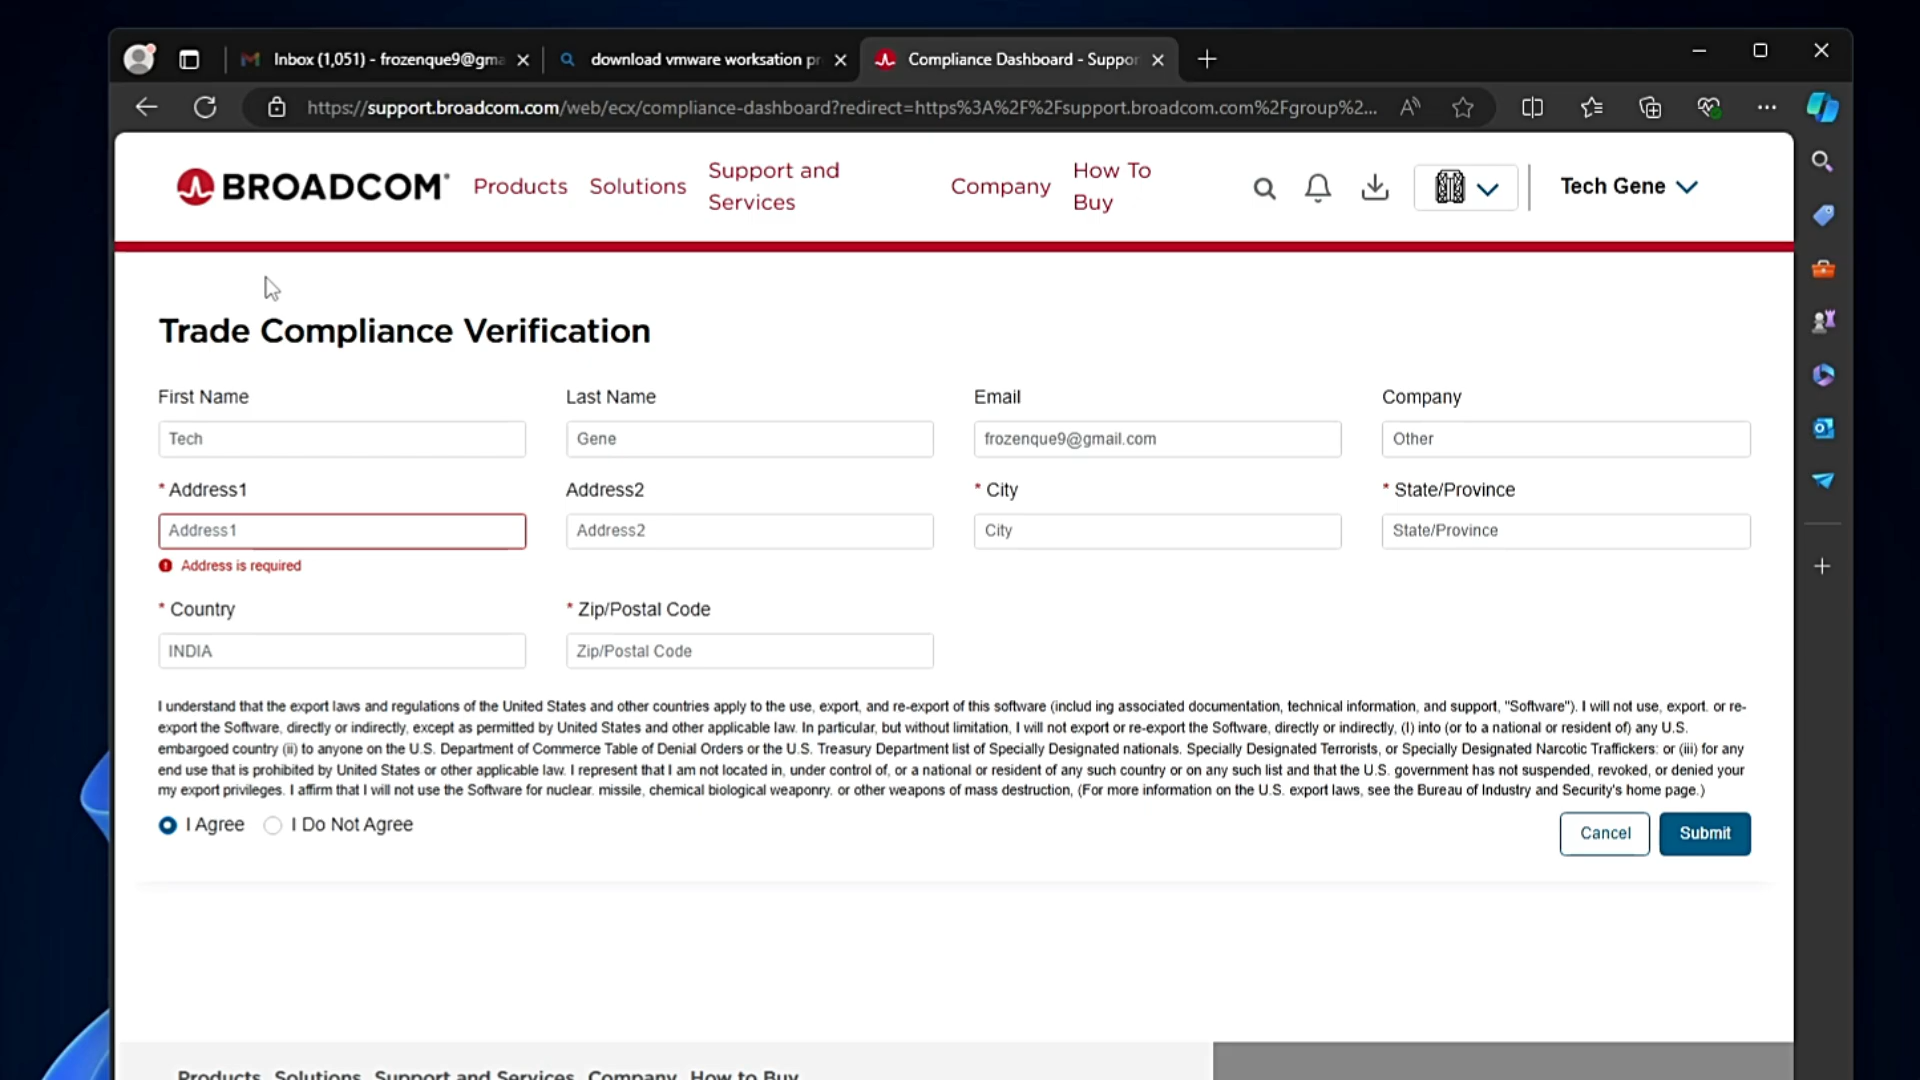 Inbox (1,051) - frozenque9@gma
download vmware worksation pr
Compliance Dashboard - Suppor
https://support.broadcom.com/web/ecx/compliance-dashboard?redirect=https%3A%2F%2Fsupport.broadcom.com%2Fgroup%2...
BROADCOM
Products
Solutions
Support and
Services
Company
How To
Buy
Tech Gene
Trade Compliance Verification
First Name
Last Name
Email
Company
Tech
Gene
frozenque9@gmail.com
Other
* Address1
Address2
* City
* State/Province
Address1
Address2
City
State/Province
Address is required
* Country
* Zip/Postal Code
INDIA
Zip/Postal Code
I understand that the export laws and regulations of the United States and other countries apply to the use, export, and re-export of this software (includ ing associated documentation, technical information, and support, "Software"). I will not use, export. or re-
export the Software, directly or indirectly, except as permitted by United States and other applicable law. In particular, but without limitation, I will not export or re-export the Software, directly or indirectly, (I) into (or to a national or resident of) any U.S.
embargoed country (ii) to anyone on the U.S. Department of Commerce Table of Denial Orders or the U.S. Treasury Department list of Specially Designated nationals. Specially Designated Terrorists, or Specially Designated Narcotic Traffickers: or (iii) for any
end use that is prohibited by United States or other applicable law. I represent that I am not located in, under control of, or a national or resident of any such country or on any such list and that the U.S. government has not suspended, revoked, or denied your
my export privileges. I affirm that I will not use the Software for nuclear. missile, chemical biological weaponry. or other weapons of mass destruction, (For more information on the U.S. export laws, see the Bureau of Industry and Security's home page.)
I Agree
I Do Not Agree
Cancel
Submit
Products Solutions Support and Services Company How to Buy